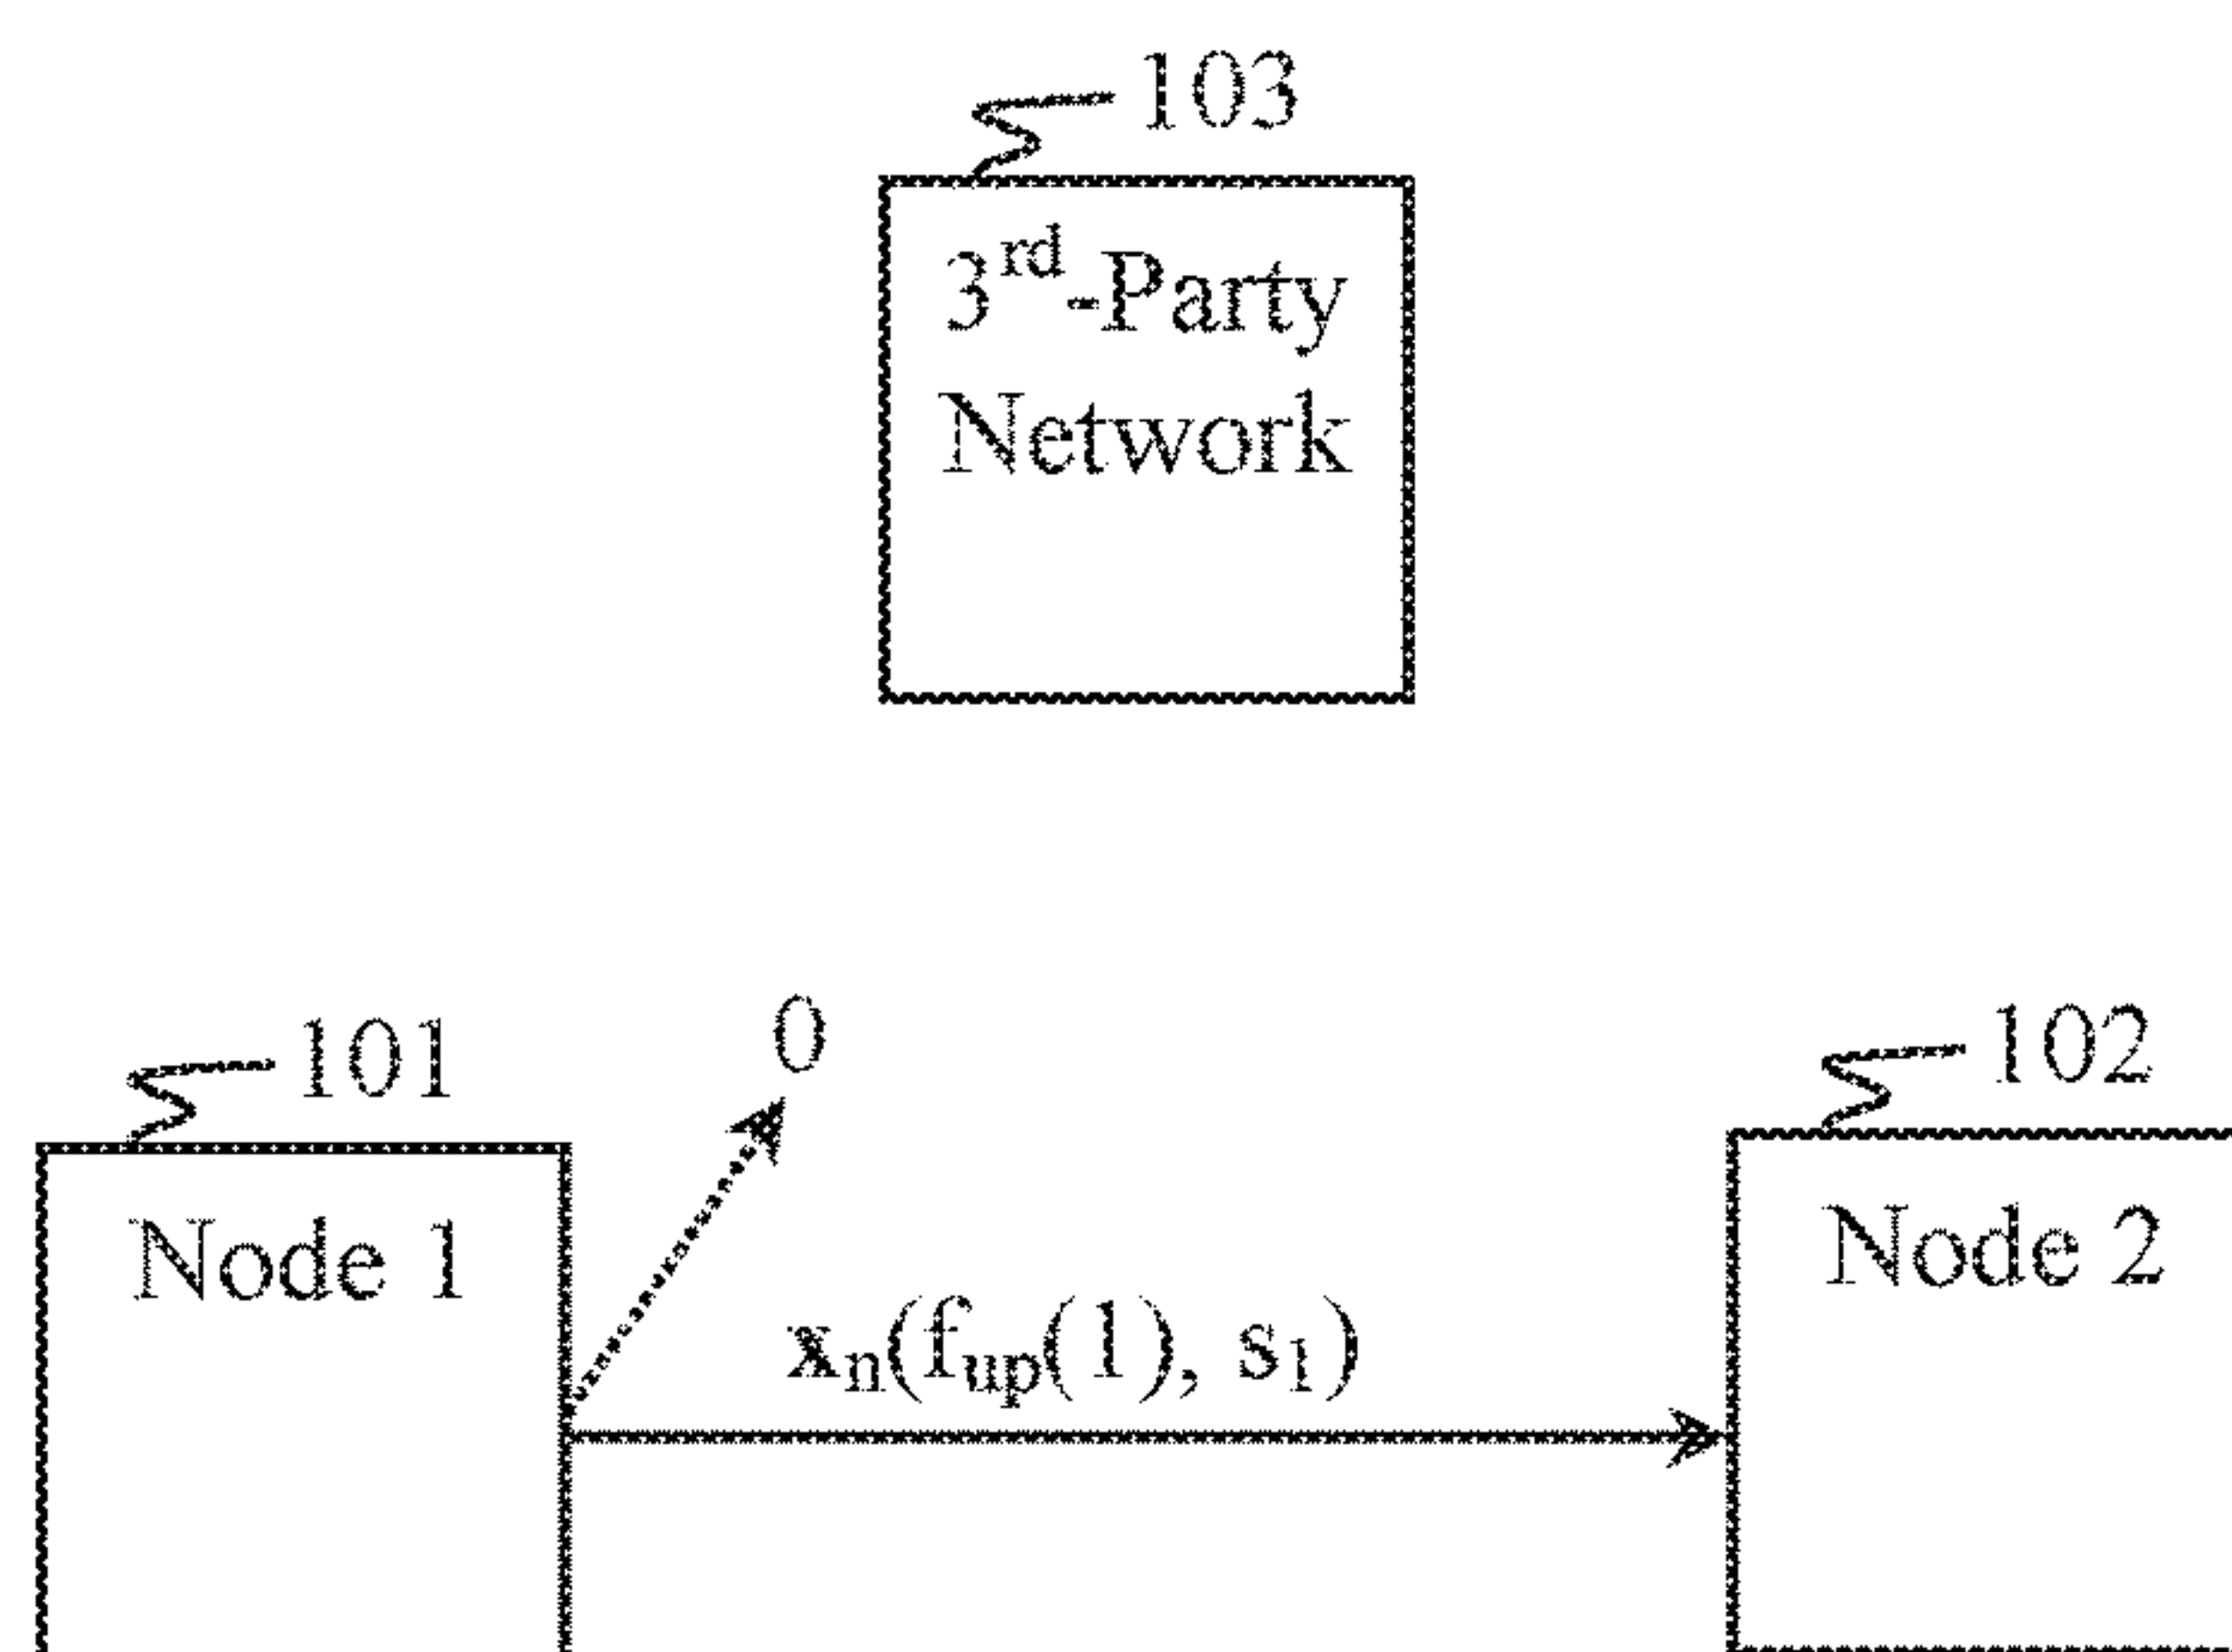 103
3rd-Party
Network
0
101
102
Node 1
Node 2
xn(fup(1), s1)